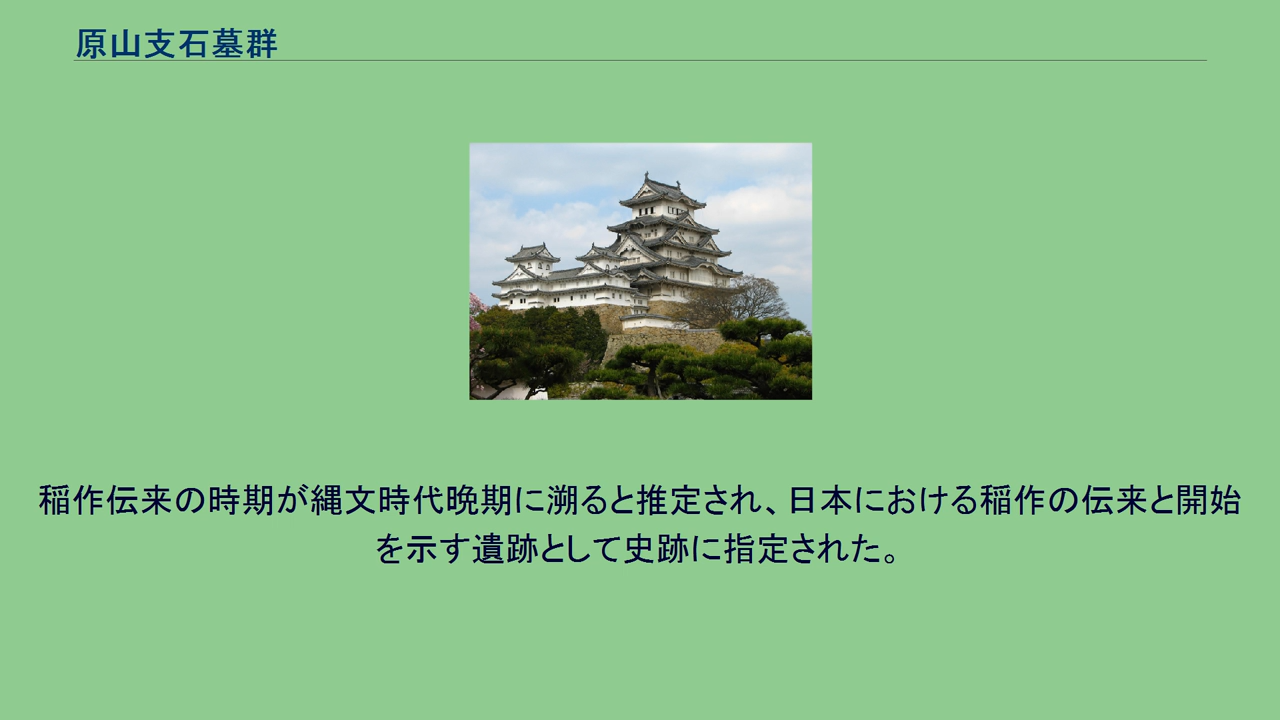 原山支石墓群
稲作伝来の時期が縄文時代晩期に溯ると推定され、日本における稲作の伝来と開始
を示す遺跡として史跡に指定された。